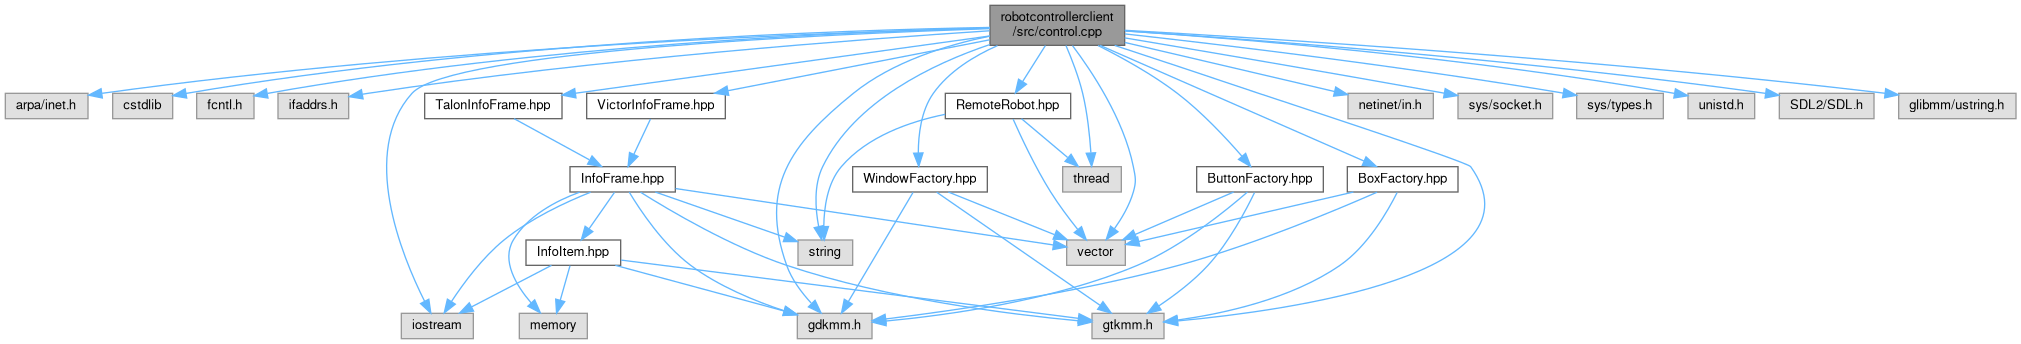 robotcontrollerclient
/src/control.cpp
arpa/inet.h
cstdlib
fcntl.h
ifaddrs.h
TalonInfoFrame.hpp
VictorInfoFrame.hpp
RemoteRobot.hpp
netinet/in.h
sys/socket.h
sys/types.h
unistd.h
SDL2/SDL.h
glibmm/ustring.h
InfoFrame.hpp
WindowFactory.hpp
thread
ButtonFactory.hpp
BoxFactory.hpp
InfoItem.hpp
string
vector
iostream
memory
gdkmm.h
gtkmm.h